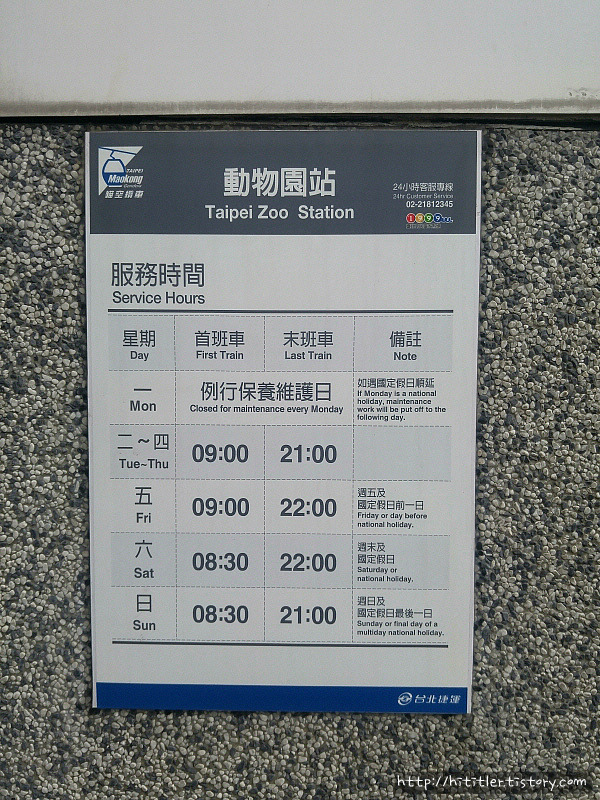 TAIPEI
Maokong
Gondola
貓空纜車
動物園站
Taipei Zoo Station
24小時客服專線
24hr Customer Service
02-21812345
1999
服務時間
Service Hours
星期 首班車 末班車 備註
Day First Train Last Train Note
一 例行保養維護日 如遇國定假日順延
Mon Closed for maintenance every Monday If Monday is a national
holiday, maintenance
work will be put off to the
following day.
二～四 09:00 21:00
Tue~Thu
五 09:00 22:00 週五及
國定假日前一日
Fri Friday or day before
national holiday.
六 08:30 22:00 週末及
國定假日
Sat Saturday or
national holiday.
日 08:30 21:00 週日及
國定假日最後一日
Sun Sunday or final day of a
multiday national holiday.
台北捷運
http://hititler.tistory.com